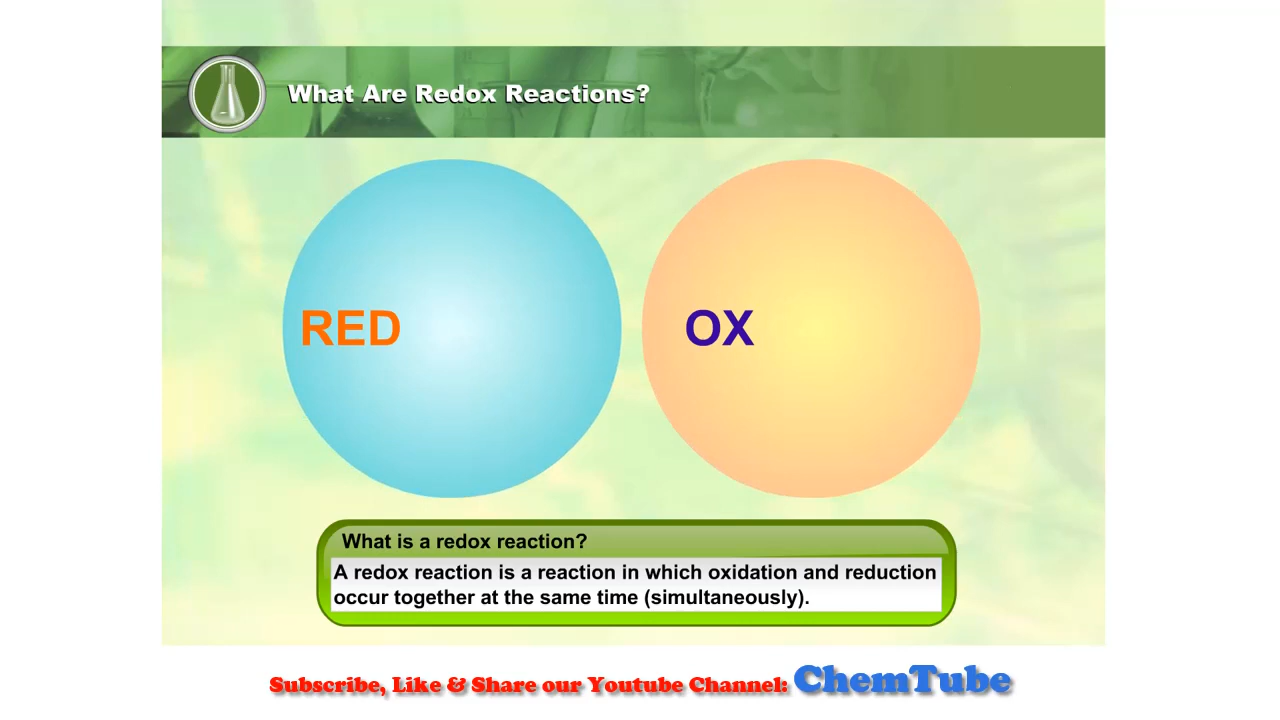 What Are Redox Reactions?
RED
OX
What is a redox reaction?
A redox reaction is a reaction in which oxidation and reduction
occur together at the same time (simultaneously).
Subscribe, Like & Share our Youtube Channel: ChemTube